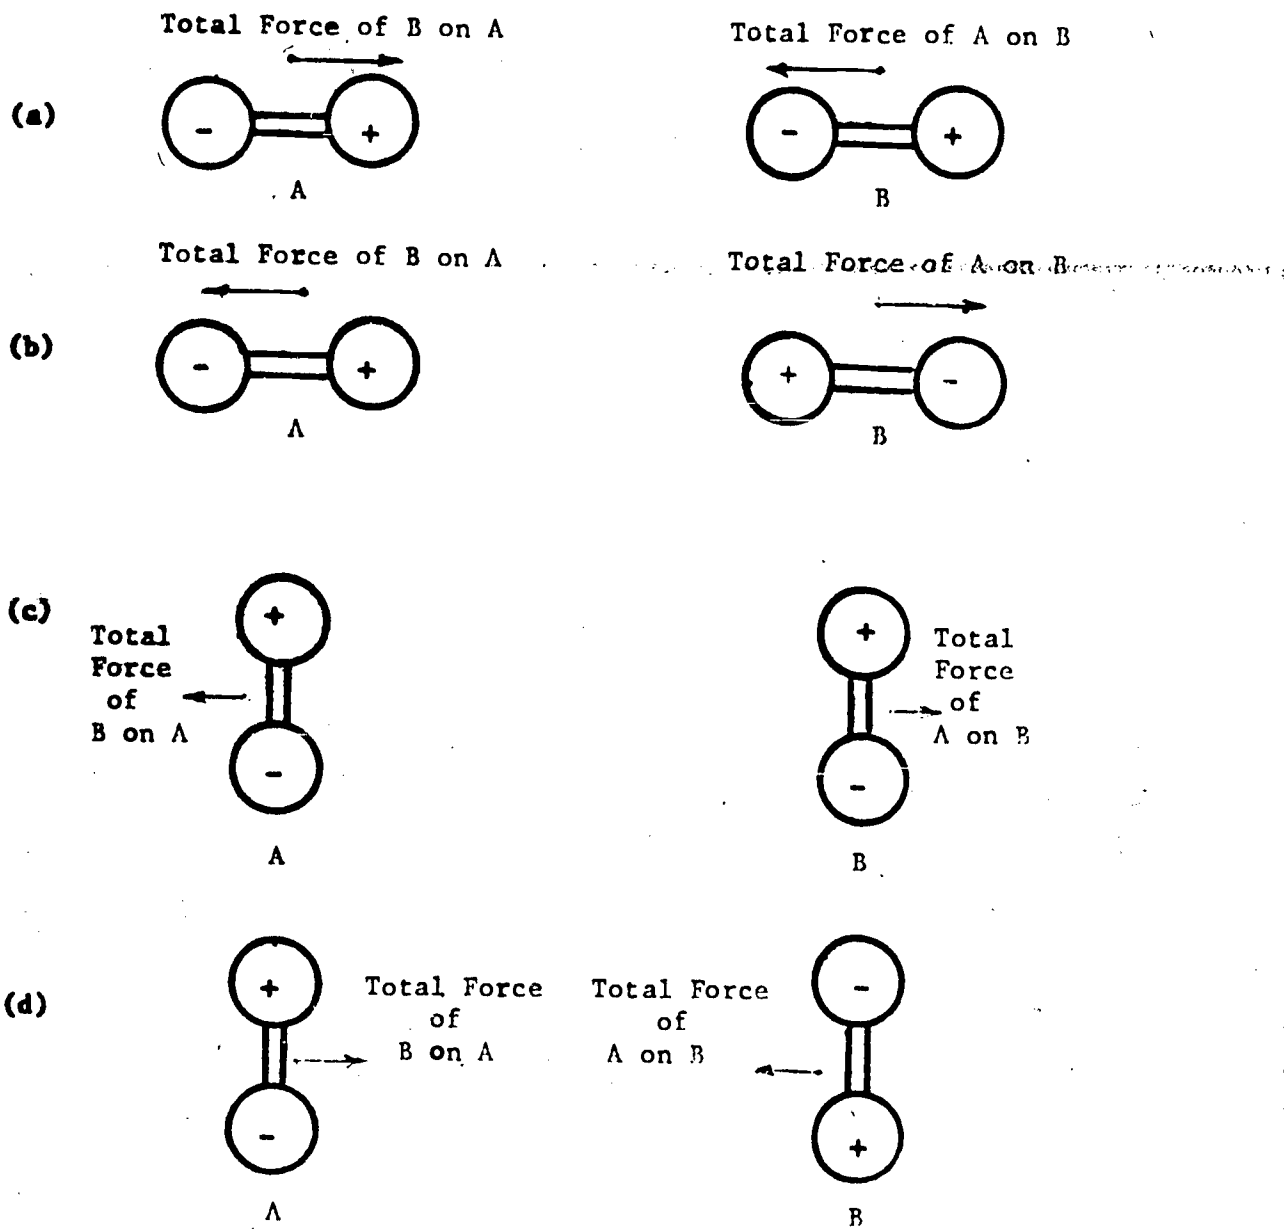 Total Force of B on A
Total Force of A on B
(a)
- +
- +
A
B
Total Force of B on A
Total Force of A on B
(b)
- +
+ -
A
B
(c)
+
+
Total
Force
of
B on A
Total
Force
of
A on B
-
-
A
B
(d)
+
-
Total Force
of
B on A
Total Force
of
A on B
-
+
A
B